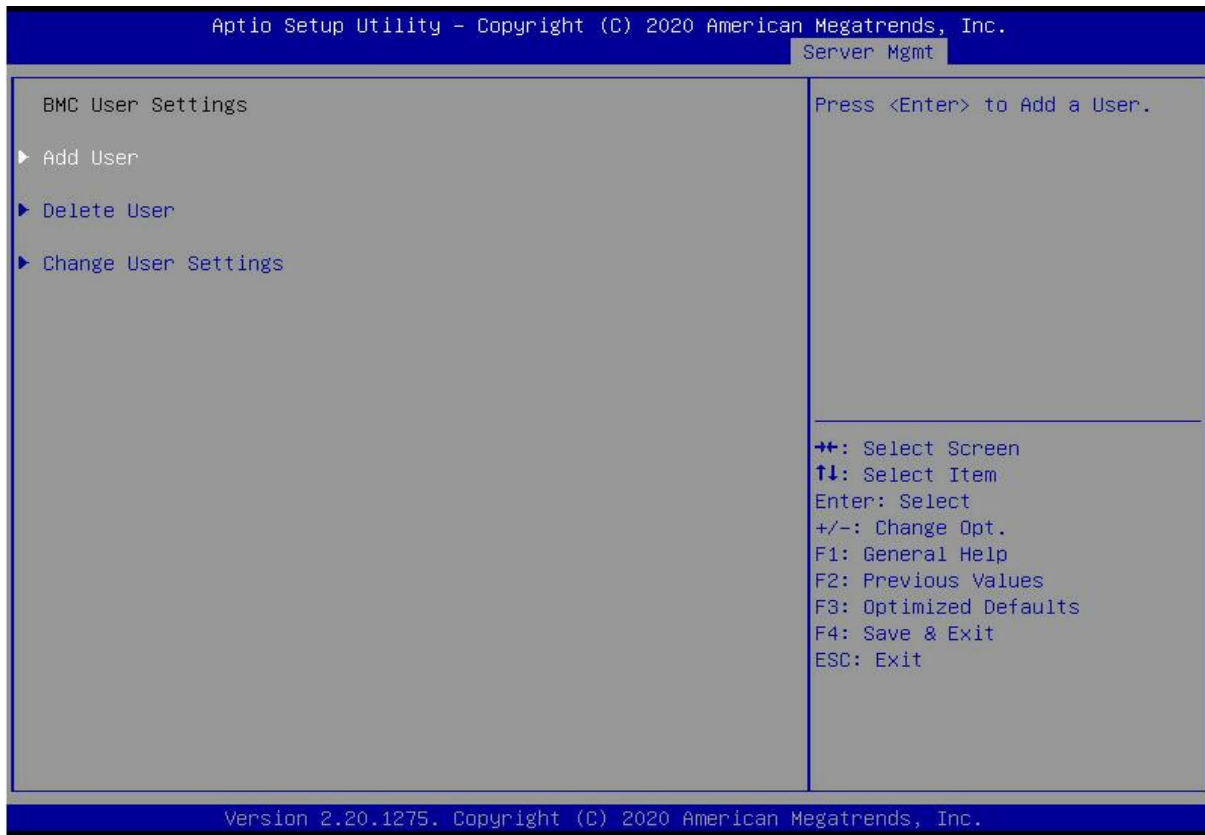 Aptio Setup Utility – Copyright (C) 2020 American Megatrends, Inc.
Server Mgmt
BMC User Settings
▶ Add User
▶ Delete User
▶ Change User Settings
Press <Enter> to Add a User.
→←: Select Screen
↑↓: Select Item
Enter: Select
+/-: Change Opt.
F1: General Help
F2: Previous Values
F3: Optimized Defaults
F4: Save & Exit
ESC: Exit
Version 2.20.1275. Copyright (C) 2020 American Megatrends, Inc.